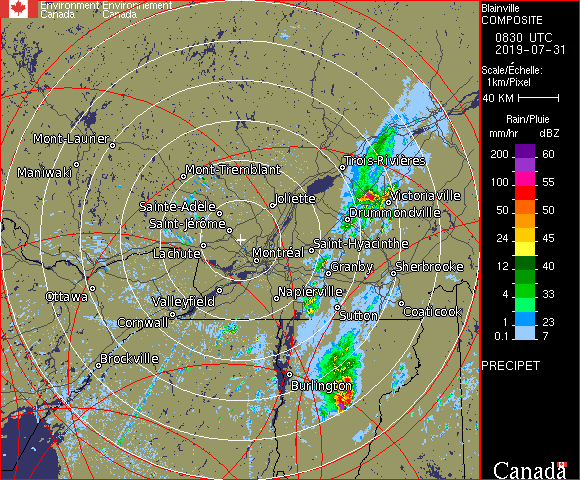 Environment Environnement
Canada Canada
Blainville
COMPOSITE
0830 UTC
2019-07-31
Scale/Échelle:
1km/Pixel
40 KM
Rain/Pluie
mm/hr dBZ
200 60
100 55
50 50
24 45
12 40
4 33
1 23
0.1 7
PRECIPET
Mont-Laurier
Maniwaki
Mont-Tremblant
Trois-Rivières
Sainte-Adèle
Joliette
Victoriaville
Drummondville
Saint-Jérôme
Lachute
Montréal
Saint-Hyacinthe
Granby
Sherbrooke
Ottawa
Valleyfield
Napierville
Cornwall
Sutton
Coaticook
Brockville
Burlington
Canada